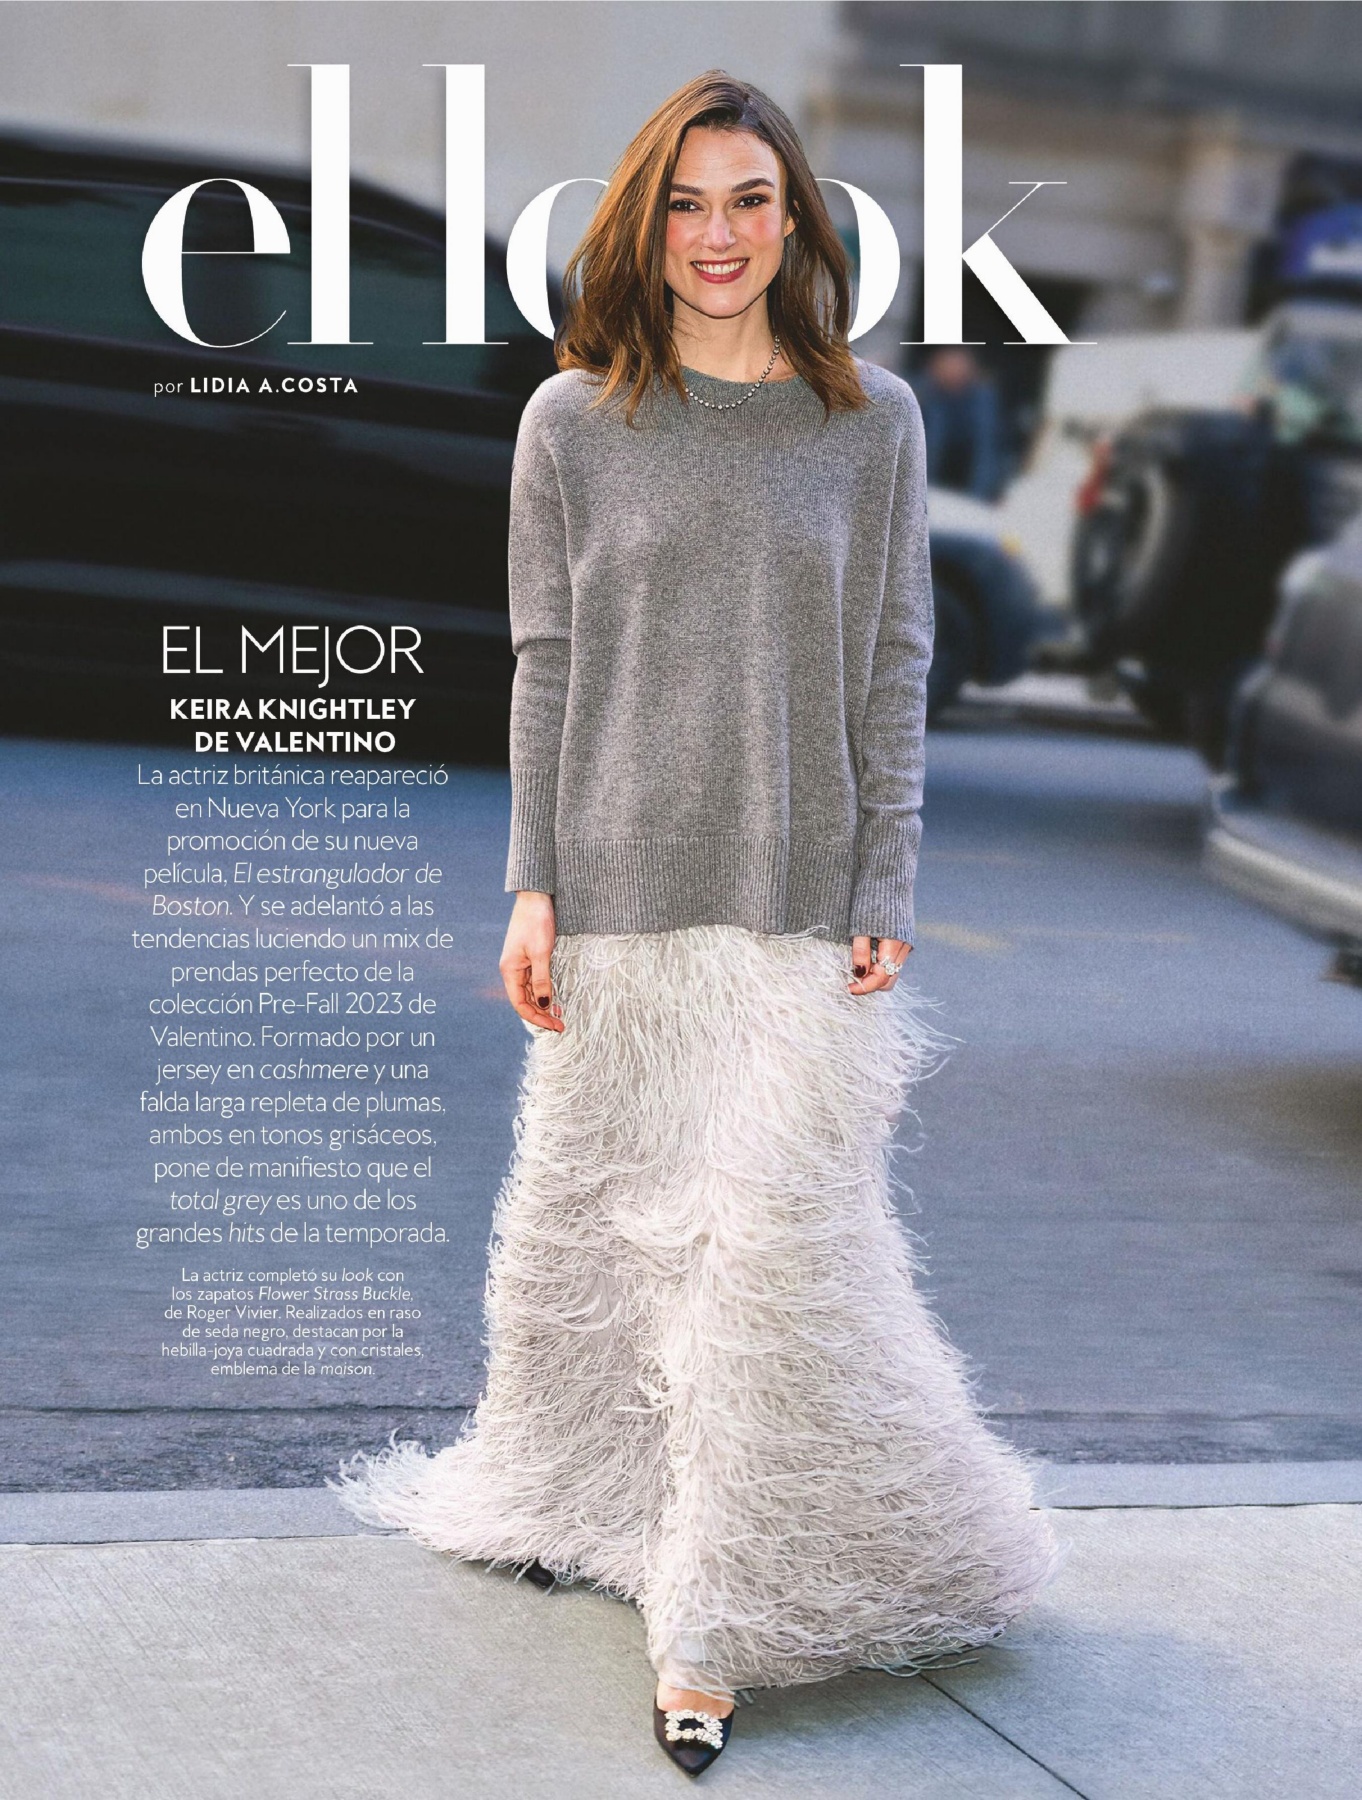 el look
por LIDIA A.COSTA
EL MEJOR
KEIRA KNIGHTLEY
DE VALENTINO
La actriz británica reapareció
en Nueva York para la
promoción de su nueva
película, El estrangulador de
Boston. Y se adelantó a las
tendencias luciendo un mix de
prendas perfecto de la
colección Pre-Fall 2023 de
Valentino. Formado por un
jersey en cashmere y una
falda larga repleta de plumas,
ambos en tonos grisáceos,
pone de manifiesto que el
total grey es uno de los
grandes hits de la temporada.
La actriz completó su look con
los zapatos Flower Strass Buckle,
de Roger Vivier. Realizados en raso
de seda negro, destacan por la
hebilla-joya cuadrada y con cristales,
emblema de la maison.